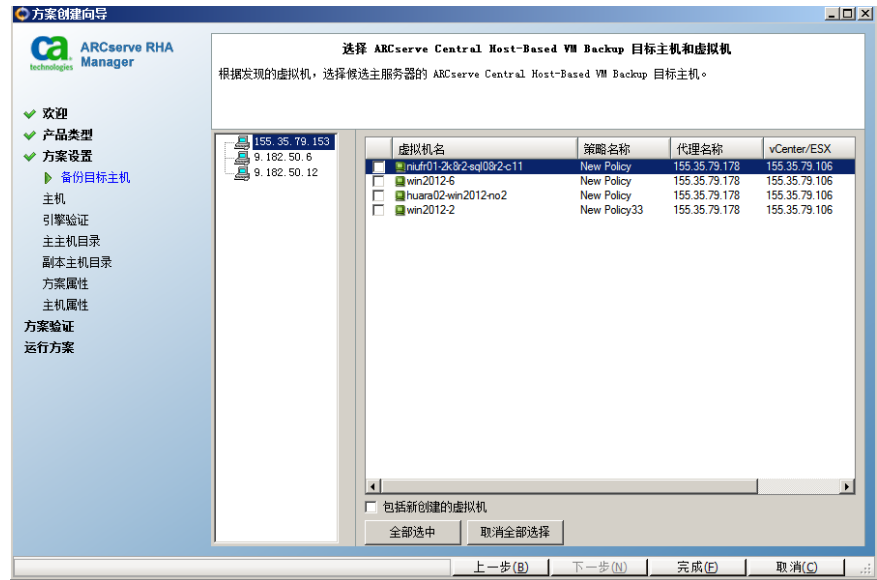 方案创建向导
ca
technologies
ARCserve RHA
Manager
选择 ARCserve Central Host-Based VM Backup 目标主机和虚拟机
根据发现的虚拟机，选择候选主服务器的 ARCserve Central Host-Based VM Backup 目标主机。
欢迎
产品类型
方案设置
备份目标主机
主机
引擎验证
主主机目录
副本主机目录
方案属性
主机属性
方案验证
运行方案
155.35.79.153
9.182.50.6
9.182.50.12
虚拟机名 策略名称 代理名称 vCenter/ESX
niufr01-2k8r2-sql08r2-c11 New Policy 155.35.79.178 155.35.79.106
win2012-6 New Policy 155.35.79.178 155.35.79.106
huara02-win2012-no2 New Policy 155.35.79.178 155.35.79.106
win2012-2 New Policy33 155.35.79.178 155.35.79.106
包括新创建的虚拟机
全部选中 取消全部选择
上一步(B) 下一步(N) 完成(F) 取消(C)